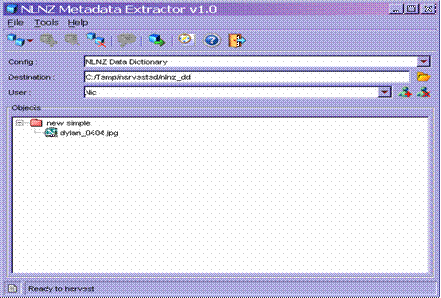 NLNZ Metadata Extractor v1.0
File Tools Help
Config :
NLNZ Data Dictionary
Destination :
C:/Temp/harvested/nlnz_dd
User :
Nic
Objects
new simple
dylan_0404.jpg
Ready to harvest